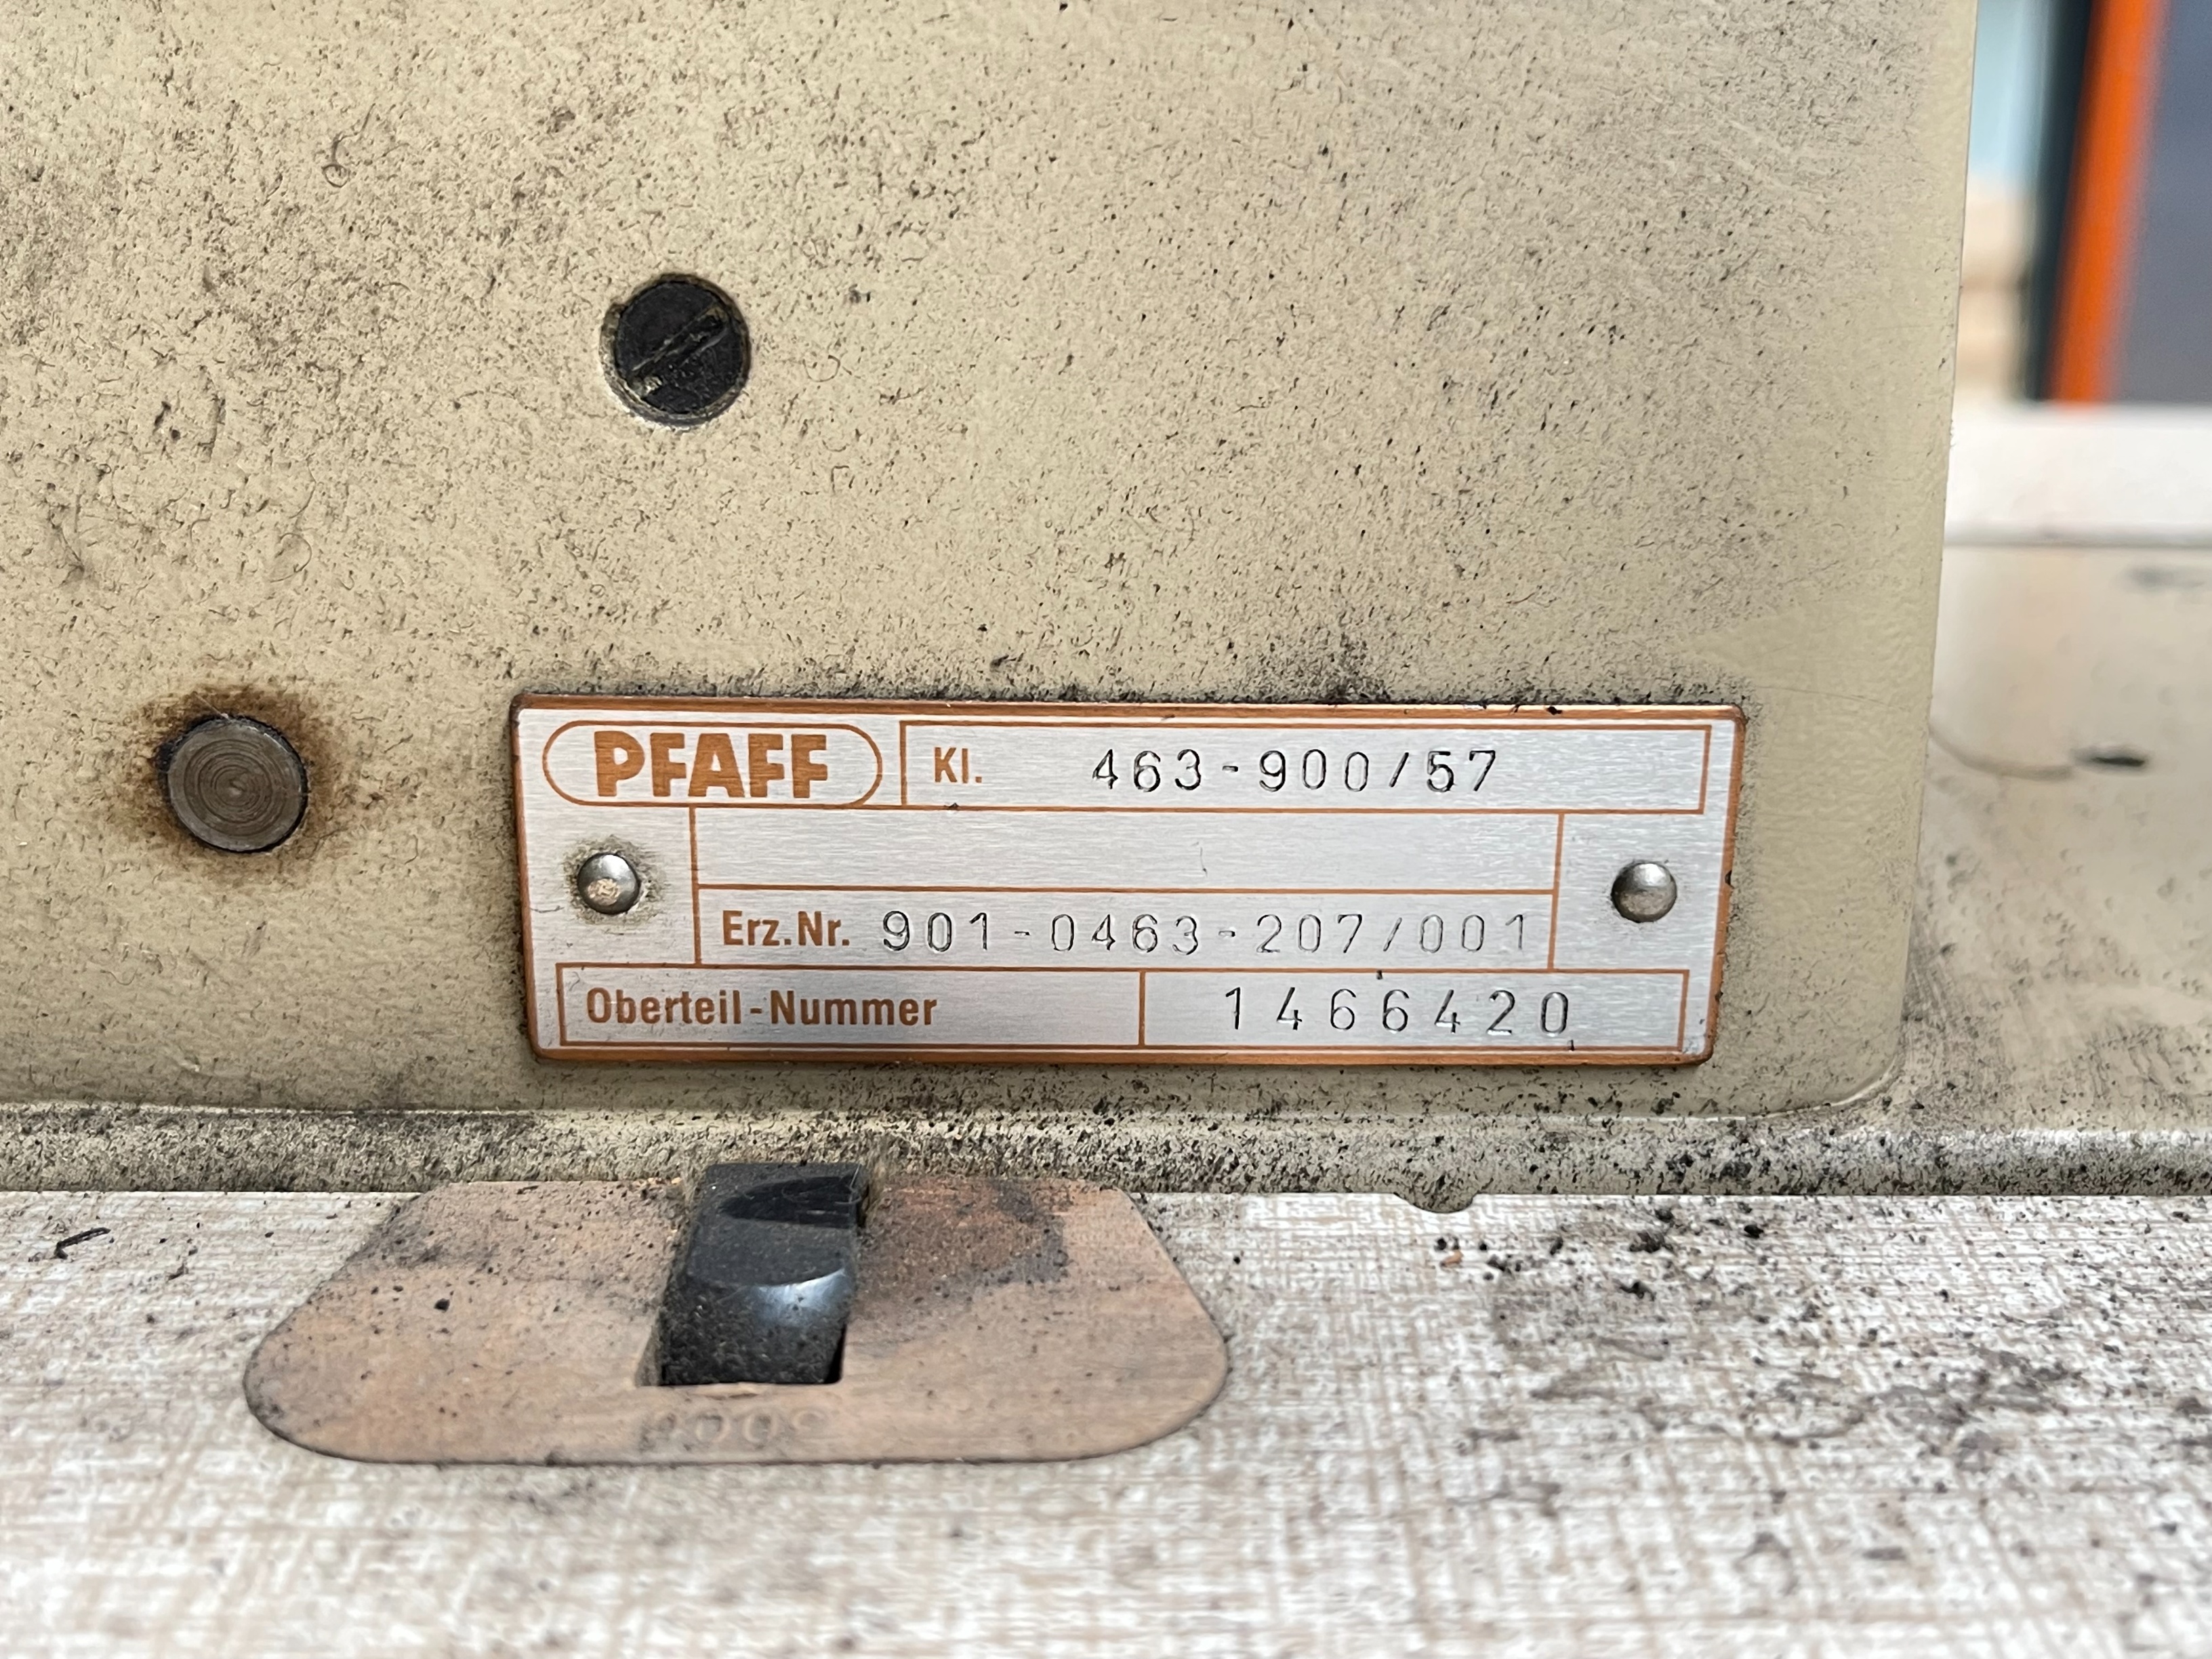 PFAFF Kl. 463-900/57
Erz.Nr. 901-0463-207/001
Oberteil-Nummer 1466420